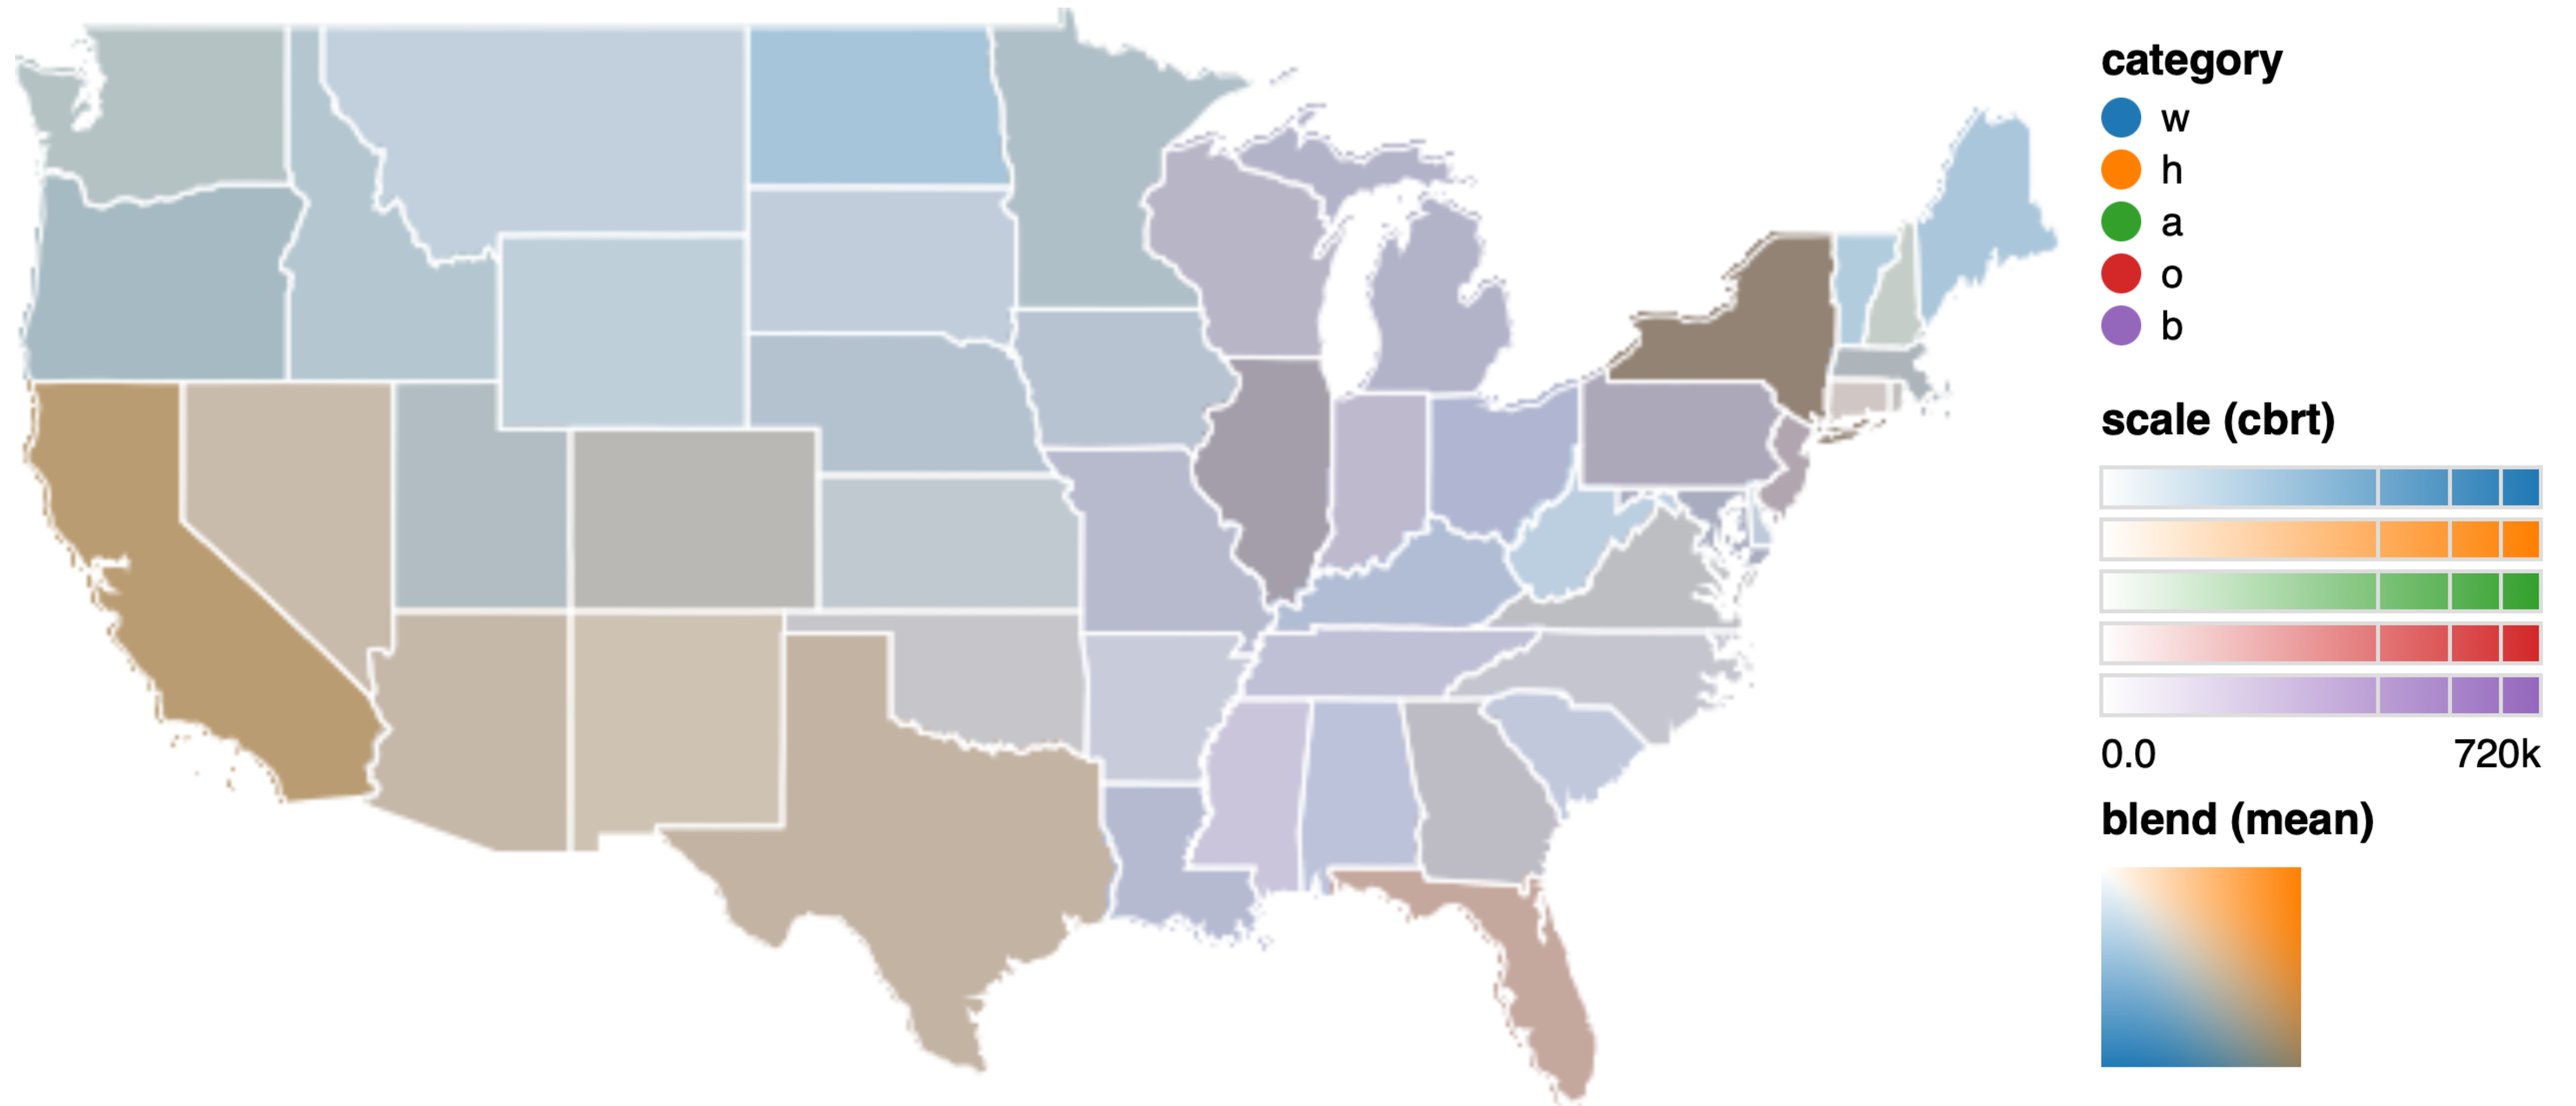 category
w
h
a
o
b
scale (cbrt)
0.0 720k
blend (mean)